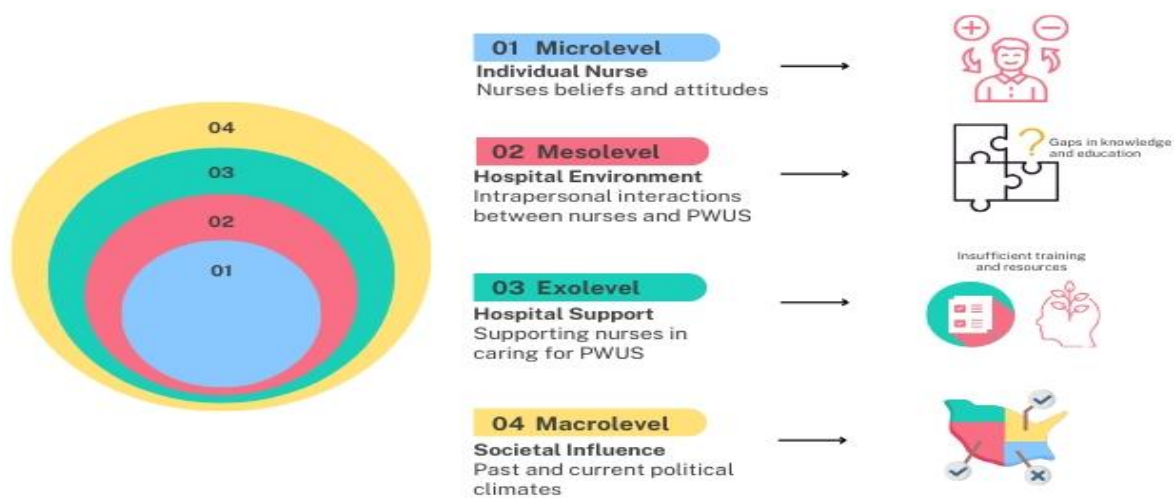 04
03
02
01
01 Microlevel
Individual Nurse
Nurses beliefs and attitudes
02 Mesolevel
Hospital Environment
Intrapersonal interactions
between nurses and PWUS
Gaps in knowledge
and education
03 Exolevel
Hospital Support
Supporting nurses in
caring for PWUS
Insufficient training
and resources
04 Macrolevel
Societal Influence
Past and current political
climates